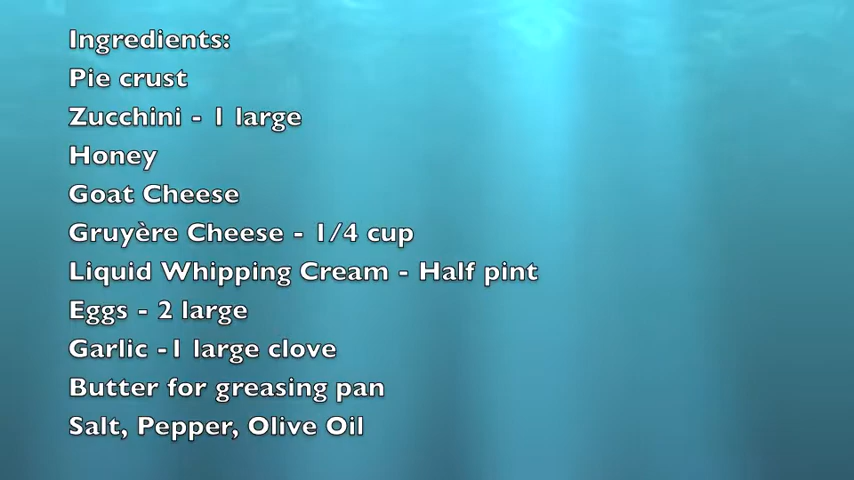 Ingredients:
Pie crust
Zucchini - 1 large
Honey
Goat Cheese
Gruyère Cheese - 1/4 cup
Liquid Whipping Cream - Half pint
Eggs - 2 large
Garlic -1 large clove
Butter for greasing pan
Salt, Pepper, Olive Oil